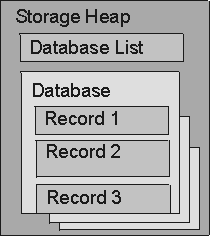 Storage Heap
Database List
Database
Record 1
Record 2
Record 3